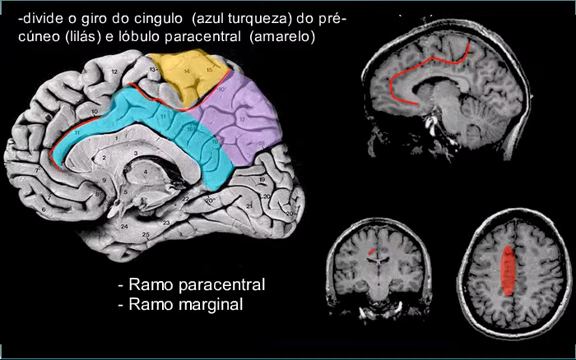 -divide o giro do cingulo (azul turqueza) do pré-
cúneo (lilás) e lóbulo paracentral (amarelo)
- Ramo paracentral
- Ramo marginal